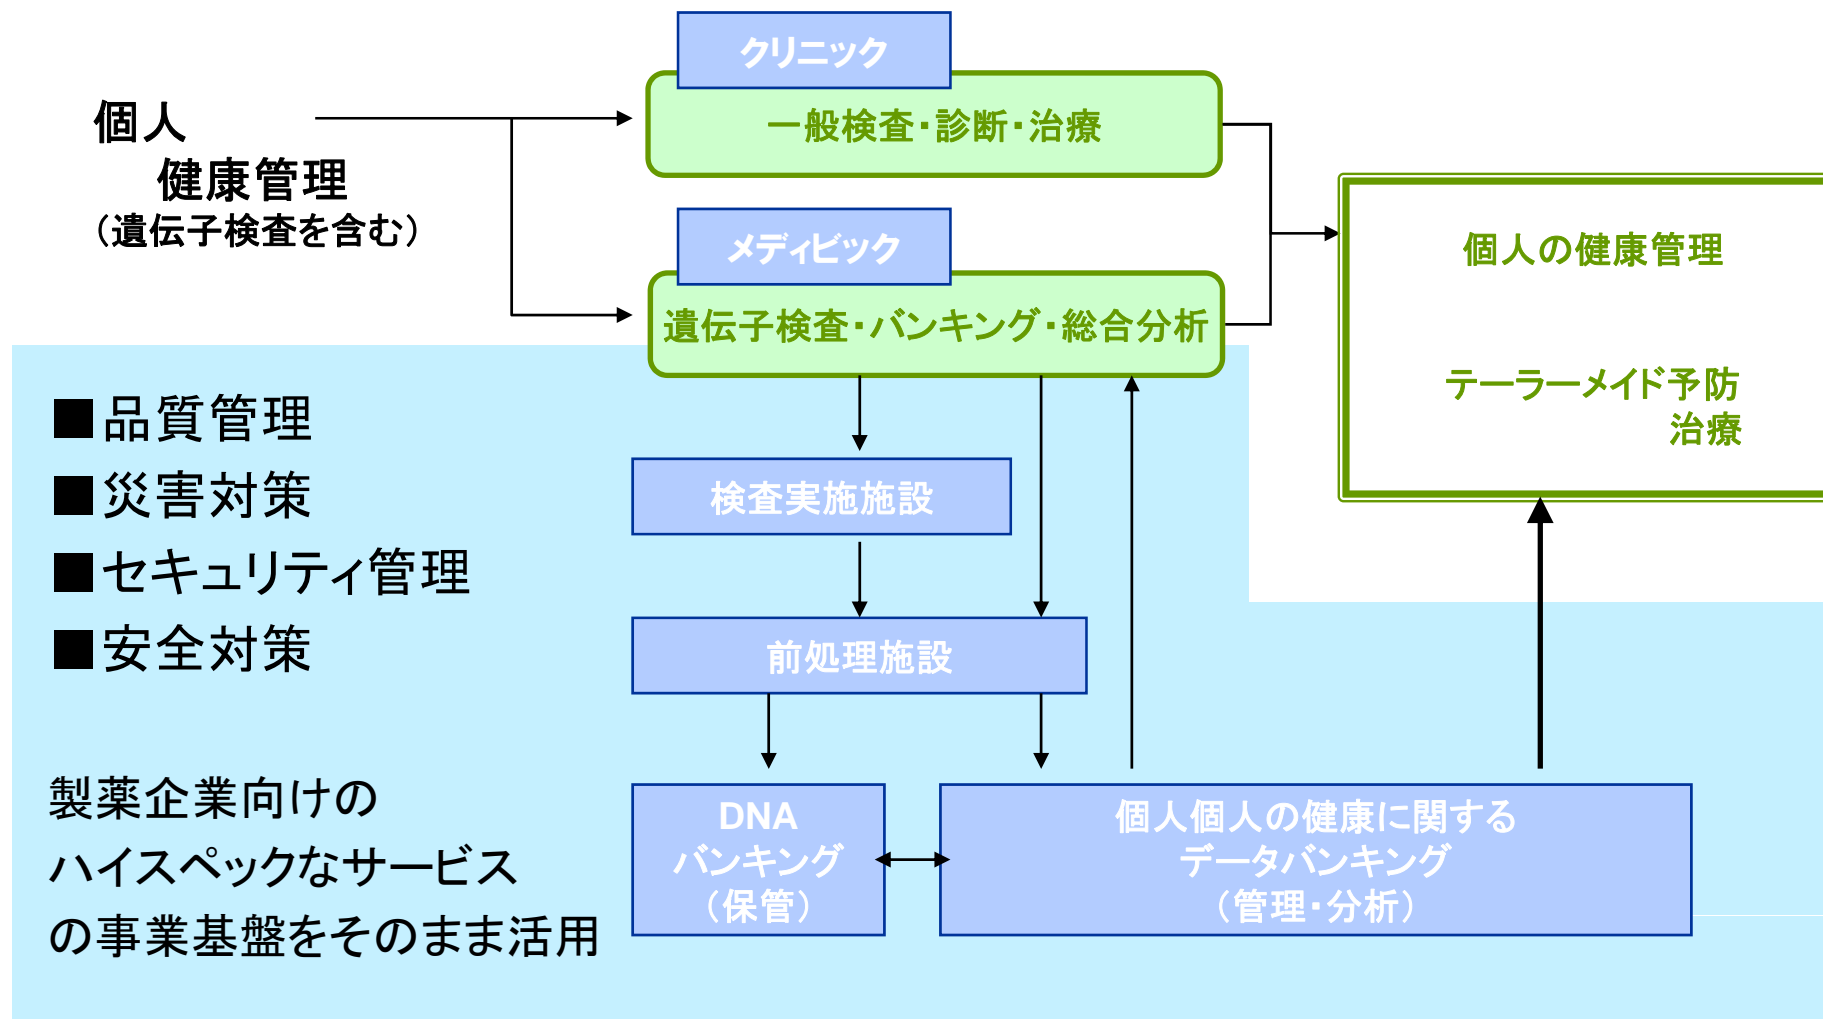 クリニック
一般検査・診断・治療
個人
健康管理
（遺伝子検査を含む）
メディビック
遺伝子検査・バンキング・総合分析
個人の健康管理
テーラーメイド予防
治療
■品質管理
■災害対策
■セキュリティ管理
■安全対策
検査実施施設
前処理施設
製薬企業向けの
ハイスペックなサービス
の事業基盤をそのまま活用
DNA
バンキング
（保管）
個人個人の健康に関する
データバンキング
（管理・分析）